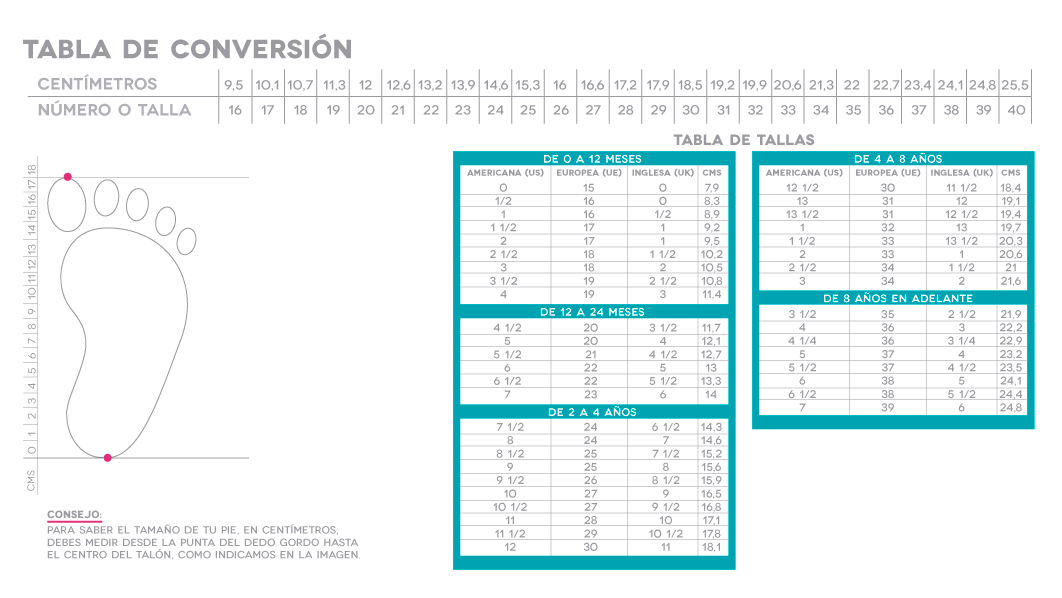 TABLA DE CONVERSIÓN
CENTÍMETROS 9,5 10,1 10,7 11,3 12 12,6 13,2 13,9 14,6 15,3 16 16,6 17,2 17,9 18,5 19,2 19,9 20,6 21,3 22 22,7 23,4 24,1 24,8 25,5
NÚMERO O TALLA 16 17 18 19 20 21 22 23 24 25 26 27 28 29 30 31 32 33 34 35 36 37 38 39 40
TABLA DE TALLAS
DE 0 A 12 MESES
AMERICANA (US) EUROPEA (UE) INGLESA (UK) CMS
0 15 0 7,9
1/2 16 0 8,3
1 16 1/2 8,9
1 1/2 17 1 9,2
2 17 1 9,5
2 1/2 18 1 1/2 10,2
3 18 2 10,5
3 1/2 19 2 1/2 10,8
4 19 3 11,4
DE 12 A 24 MESES
4 1/2 20 3 1/2 11,7
5 20 4 12,1
5 1/2 21 4 1/2 12,7
6 22 5 13
6 1/2 22 5 1/2 13,3
7 23 6 14
DE 2 A 4 AÑOS
7 1/2 24 6 1/2 14,3
8 24 7 14,6
8 1/2 25 7 1/2 15,2
9 25 8 15,6
9 1/2 26 8 1/2 15,9
10 27 9 16,5
10 1/2 27 9 1/2 16,8
11 28 10 17,1
11 1/2 29 10 1/2 17,8
12 30 11 18,1
DE 4 A 8 AÑOS
AMERICANA (US) EUROPEA (UE) INGLESA (UK) CMS
12 1/2 30 11 1/2 18,4
13 31 12 19,1
13 1/2 31 12 1/2 19,4
1 32 13 19,7
1 1/2 33 13 1/2 20,3
2 33 1 20,6
2 1/2 34 1 1/2 21
3 34 2 21,6
DE 8 AÑOS EN ADELANTE
3 1/2 35 2 1/2 21,9
4 36 3 22,2
4 1/4 36 3 1/4 22,9
5 37 4 23,2
5 1/2 37 4 1/2 23,5
6 38 5 24,1
6 1/2 38 5 1/2 24,4
7 39 6 24,8
CMS 0 1 2 3 4 5 6 7 8 9 10 11 12 13 14 15 16 17 18
CONSEJO:
PARA SABER EL TAMAÑO DE TU PIE, EN CENTÍMETROS,
DEBES MEDIR DESDE LA PUNTA DEL DEDO GORDO HASTA
EL CENTRO DEL TALÓN, COMO INDICAMOS EN LA IMAGEN.